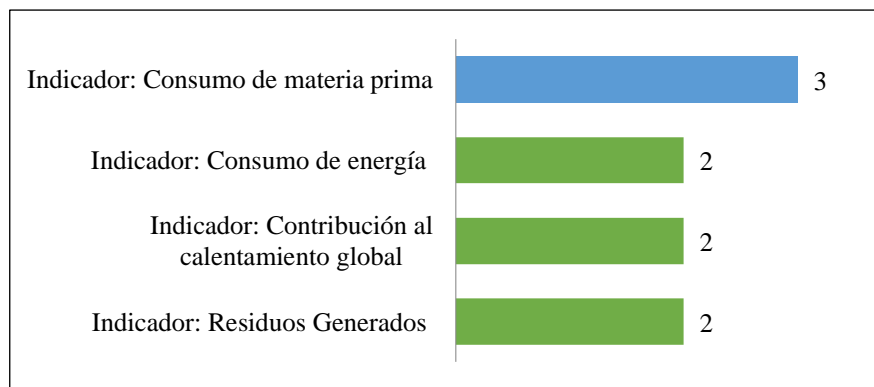 Indicador: Consumo de materia prima
3
Indicador: Consumo de energía
2
Indicador: Contribución al
calentamiento global
2
Indicador: Residuos Generados
2